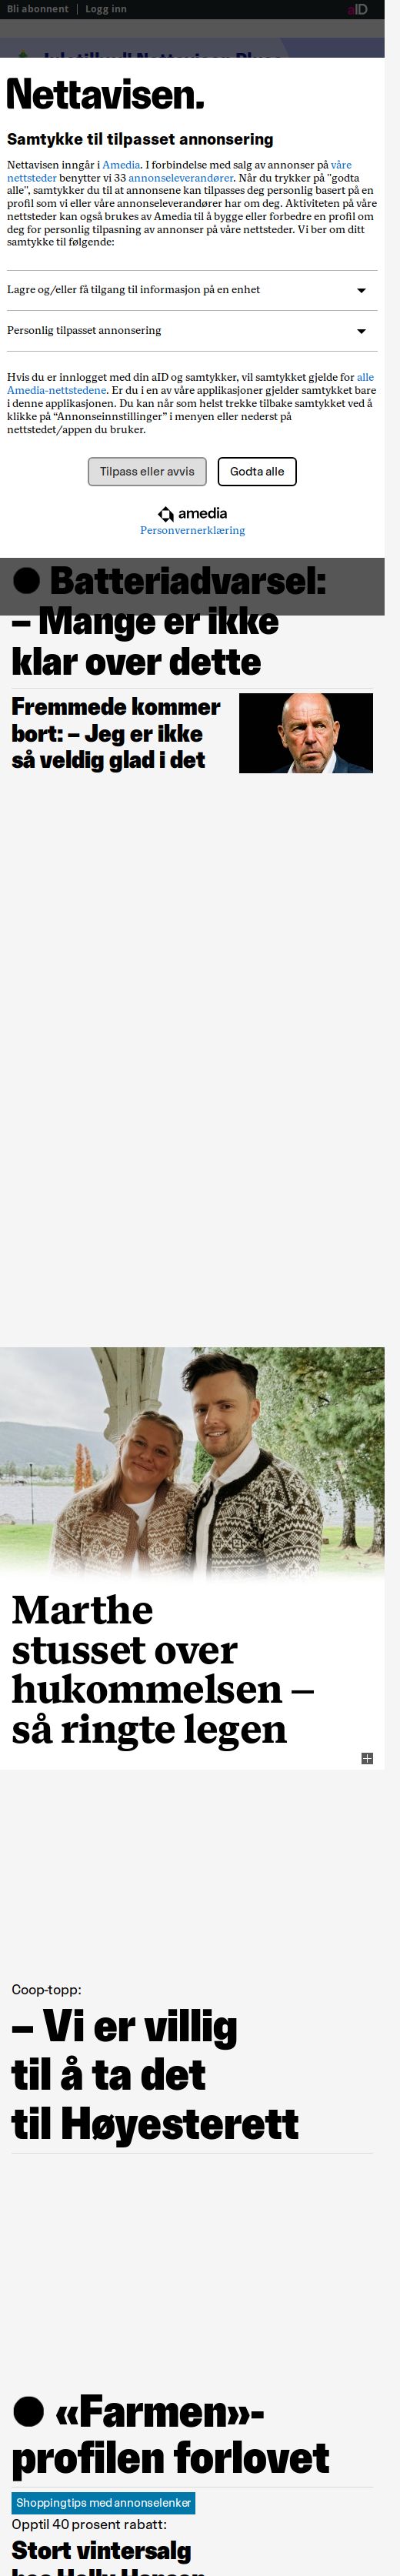 Bli abonnent | Logg inn
aID
Nettavisen.
Samtykke til tilpasset annonsering
Nettavisen inngår i Amedia. I forbindelse med salg av annonser på våre
nettsteder benytter vi 33 annonseleverandører. Når du trykker på "godta
alle", samtykker du til at annonsene kan tilpasses deg personlig basert på en
profil som vi eller våre annonseleverandører har om deg. Aktiviteten på våre
nettsteder kan også brukes av Amedia til å bygge eller forbedre en profil om
deg for personlig tilpasning av annonser på våre nettsteder. Vi ber om ditt
samtykke til følgende:
Lagre og/eller få tilgang til informasjon på en enhet
Personlig tilpasset annonsering
Hvis du er innlogget med din aID og samtykker, vil samtykket gjelde for alle
Amedia-nettstedene. Er du i en av våre applikasjoner gjelder samtykket bare
i denne applikasjonen. Du kan når som helst trekke tilbake samtykket ved å
klikke på “Annonseinnstillinger” i menyen eller nederst på
nettstedet/appen du bruker.
Tilpass eller avvis
Godta alle
amedia
Personvernerklæring
Batteriadvarsel:
– Mange er ikke
klar over dette
Fremmede kommer
bort: – Jeg er ikke
så veldig glad i det
Marthe
stusset over
hukommelsen –
så ringte legen
Coop-topp:
– Vi er villig
til å ta det
til Høyesterett
«Farmen»-
profilen forlovet
Shoppingtips med annonselenker
Opptil 40 prosent rabatt:
Stort vintersalg